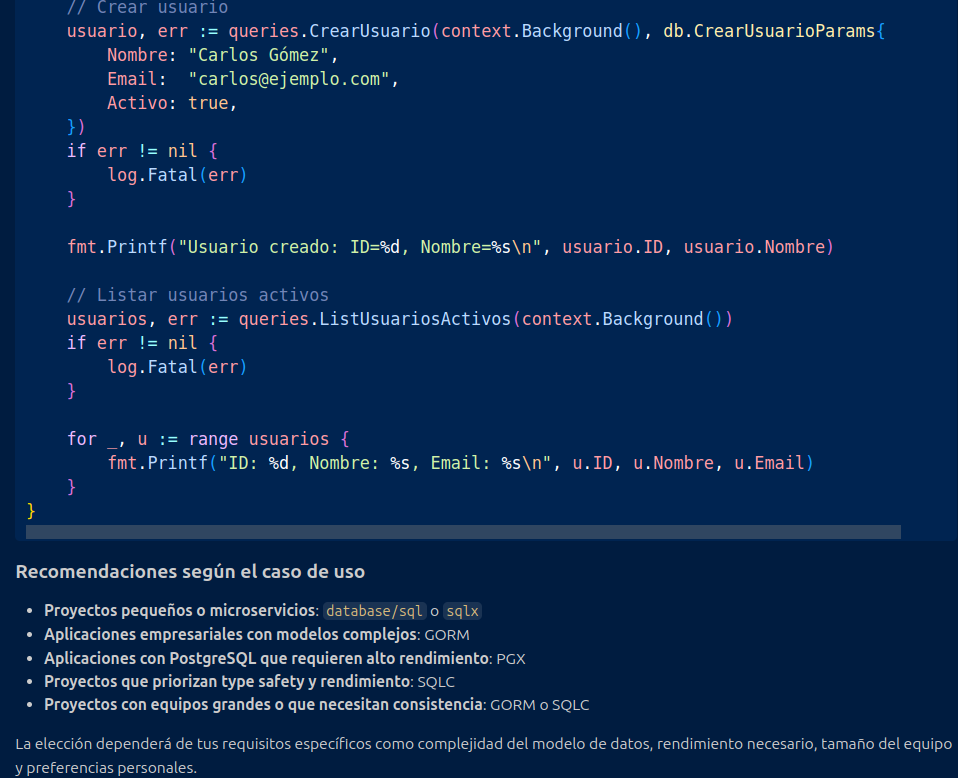 // Crear usuario
usuario, err := queries.CrearUsuario(context.Background(), db.CrearUsuarioParams{
Nombre: "Carlos Gómez",
Email:  "carlos@ejemplo.com",
Activo: true,
})
if err != nil {
log.Fatal(err)
}
fmt.Printf("Usuario creado: ID=%d, Nombre=%s\n", usuario.ID, usuario.Nombre)
// Listar usuarios activos
usuarios, err := queries.ListUsuariosActivos(context.Background())
if err != nil {
log.Fatal(err)
}
for _, u := range usuarios {
fmt.Printf("ID: %d, Nombre: %s, Email: %s\n", u.ID, u.Nombre, u.Email)
}
}
Recomendaciones según el caso de uso
• Proyectos pequeños o microservicios: database/sql o sqlx
• Aplicaciones empresariales con modelos complejos: GORM
• Aplicaciones con PostgreSQL que requieren alto rendimiento: PGX
• Proyectos que priorizan type safety y rendimiento: SQLC
• Proyectos con equipos grandes o que necesitan consistencia: GORM o SQLC
La elección dependerá de tus requisitos específicos como complejidad del modelo de datos, rendimiento necesario, tamaño del equipo
y preferencias personales.